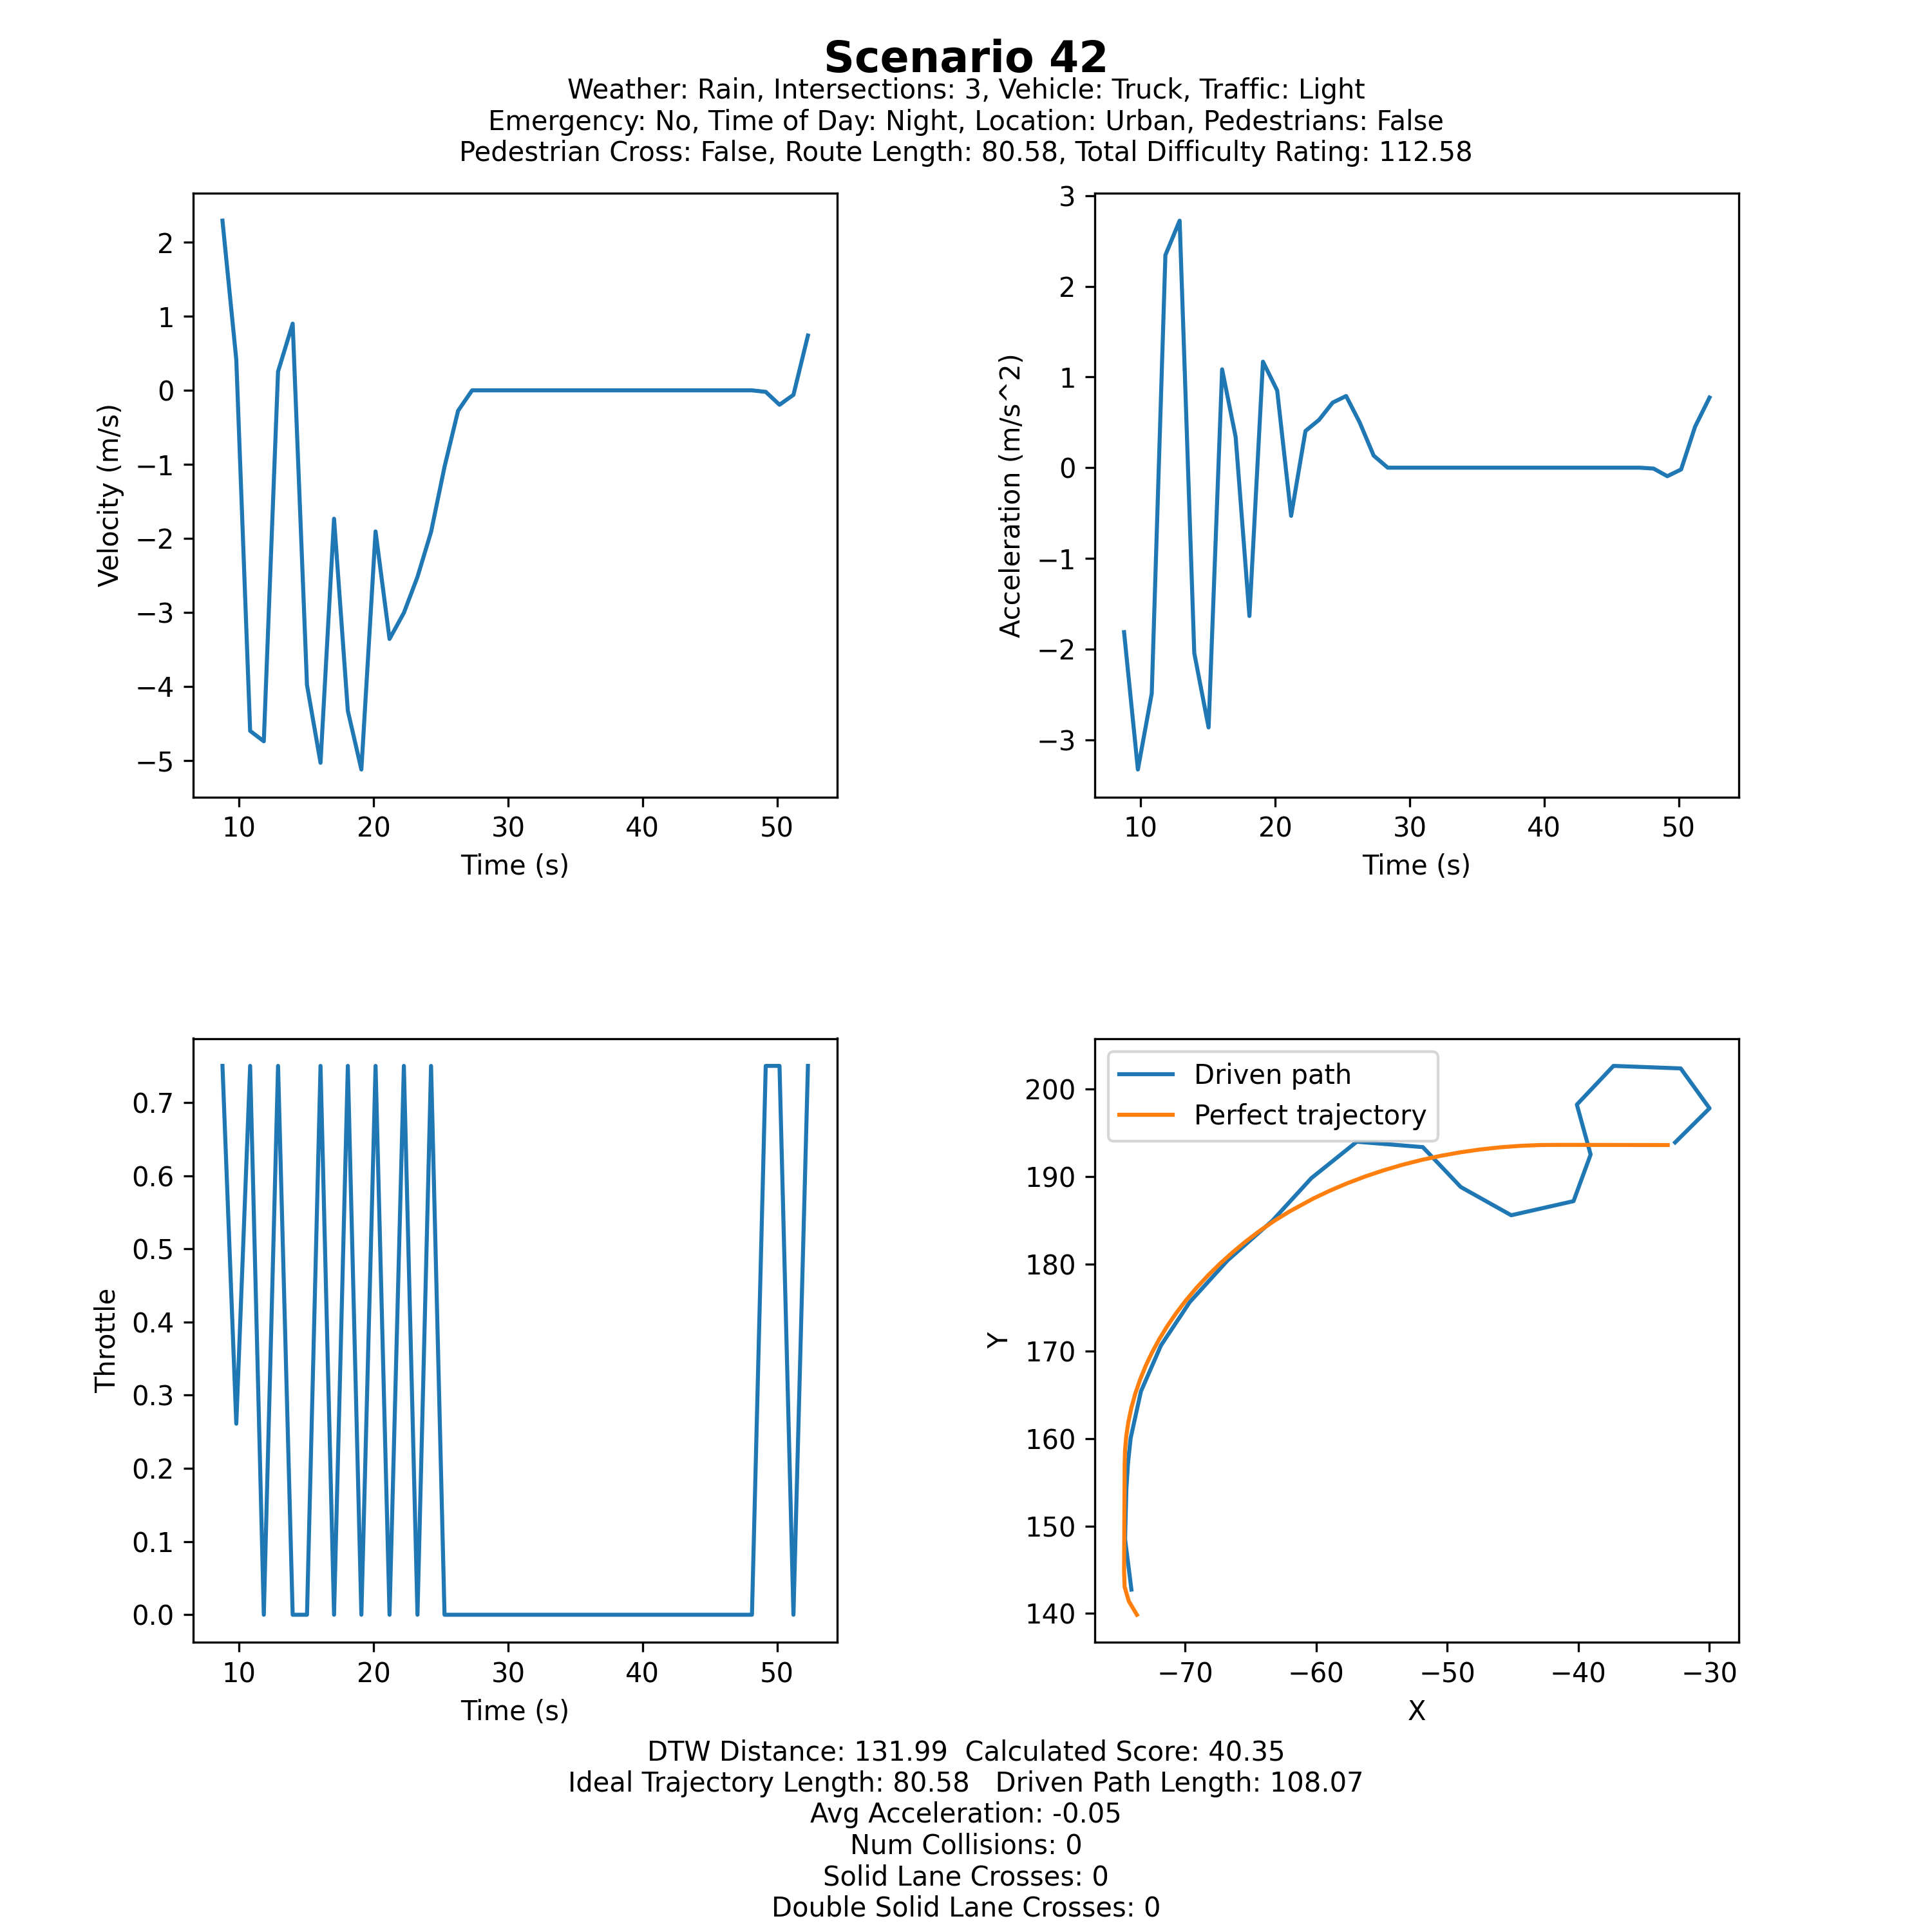 Scenario 42
Weather: Rain, Intersections: 3, Vehicle: Truck, Traffic: Light
Emergency: No, Time of Day: Night, Location: Urban, Pedestrians: False
Pedestrian Cross: False, Route Length: 80.58, Total Difficulty Rating: 112.58
Velocity (m/s)
2
1
0
−1
−2
−3
−4
−5
10 20 30 40 50
Time (s)
Acceleration (m/s^2)
3
2
1
0
−1
−2
−3
10 20 30 40 50
Time (s)
Throttle
0.7
0.6
0.5
0.4
0.3
0.2
0.1
0.0
10 20 30 40 50
Time (s)
Driven path
Perfect trajectory
Y
200
190
180
170
160
150
140
−70 −60 −50 −40 −30
X
DTW Distance: 131.99  Calculated Score: 40.35
Ideal Trajectory Length: 80.58   Driven Path Length: 108.07
Avg Acceleration: -0.05
Num Collisions: 0
Solid Lane Crosses: 0
Double Solid Lane Crosses: 0